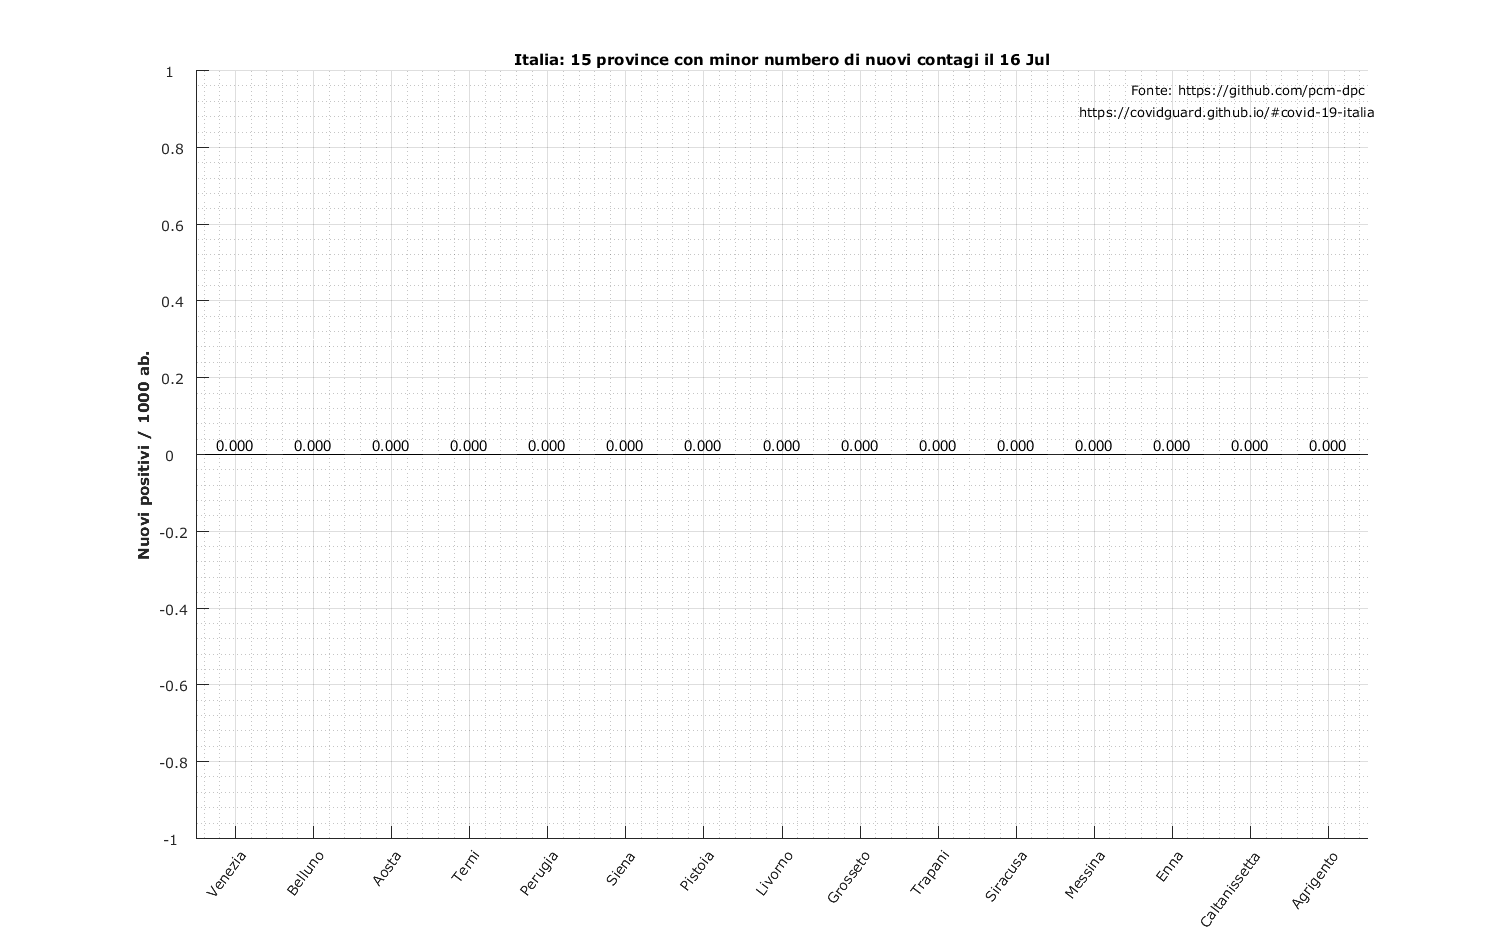 Italia: 15 province con minor numbero di nuovi contagi il 16 Jul
Fonte: https://github.com/pcm-dpc
https://covidguard.github.io/#covid-19-italia
Nuovi positivi / 1000 ab.
1
0.8
0.6
0.4
0.2
0
-0.2
-0.4
-0.6
-0.8
-1
0.000 0.000 0.000 0.000 0.000 0.000 0.000 0.000 0.000 0.000 0.000 0.000 0.000 0.000 0.000
Venezia Belluno Aosta Terni Perugia Siena Pistoia Livorno Grosseto Trapani Siracusa Messina Enna Caltanissetta Agrigento